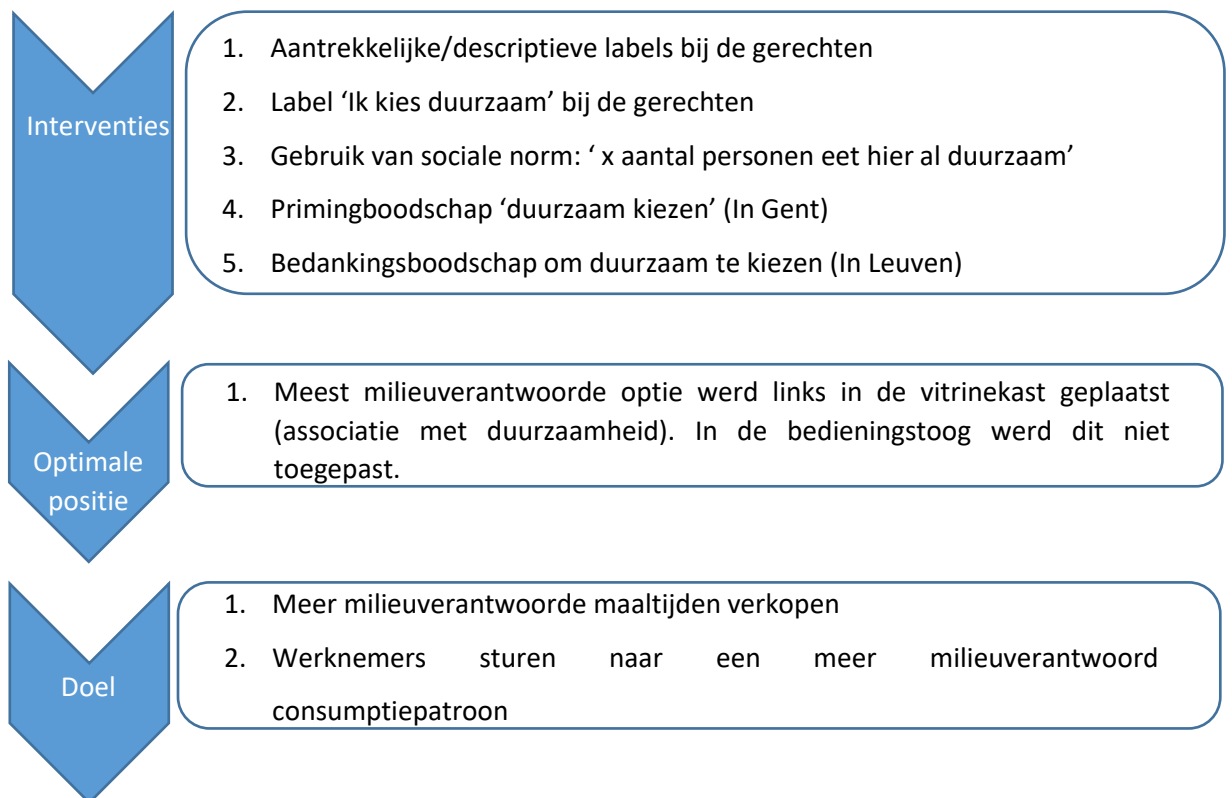 Interventies
1. Aantrekkelijke/descriptieve labels bij de gerechten
2. Label ‘Ik kies duurzaam’ bij de gerechten
3. Gebruik van sociale norm: ‘ x aantal personen eet hier al duurzaam’
4. Primingboodschap ‘duurzaam kiezen’ (In Gent)
5. Bedankingsboodschap om duurzaam te kiezen (In Leuven)
Optimale
positie
1. Meest milieuverantwoorde optie werd links in de vitrinekast geplaatst
(associatie met duurzaamheid). In de bedieningstoog werd dit niet
toegepast.
Doel
1. Meer milieuverantwoorde maaltijden verkopen
2. Werknemers sturen naar een meer milieuverantwoord
consumptiepatroon